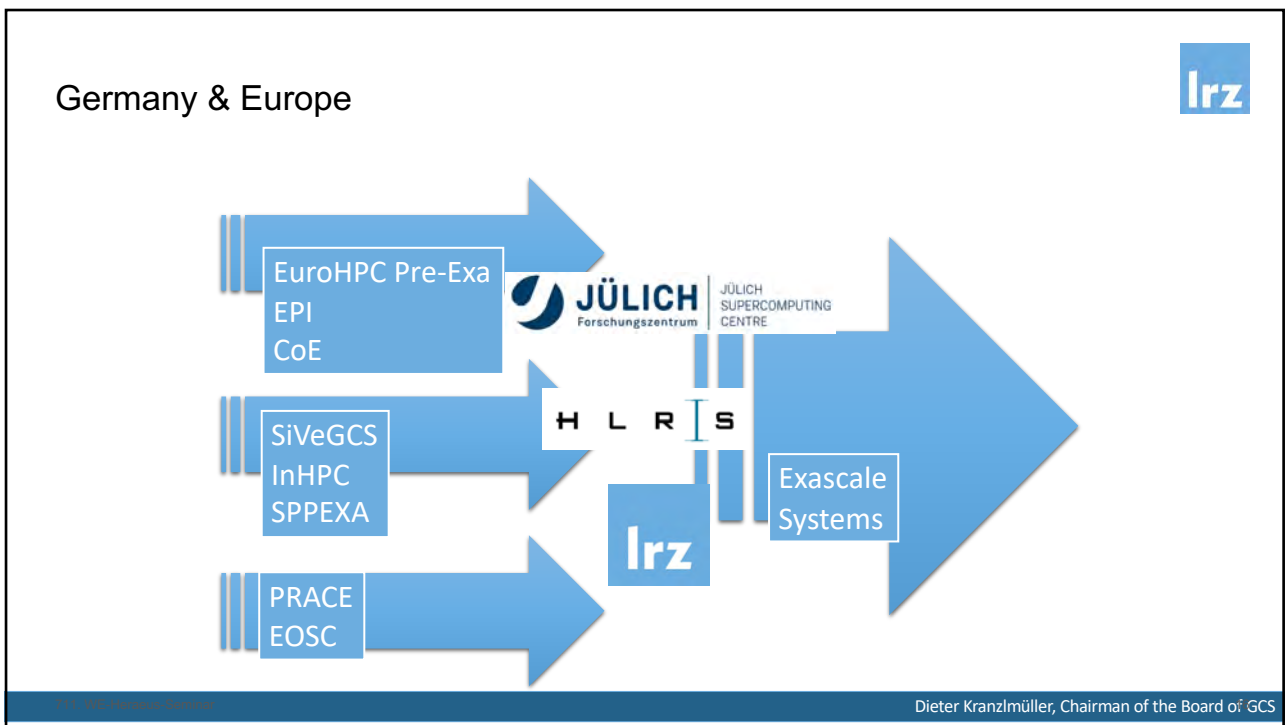 Germany & Europe
lrz
EuroHPC Pre-Exa
EPI
CoE
JÜLICH
Forschungszentrum
JÜLICH
SUPERCOMPUTING
CENTRE
SiVeGCS
InHPC
SPPEXA
H L R I S
lrz
Exascale
Systems
PRACE
EOSC
Dieter Kranzlmüller, Chairman of the Board of GCS